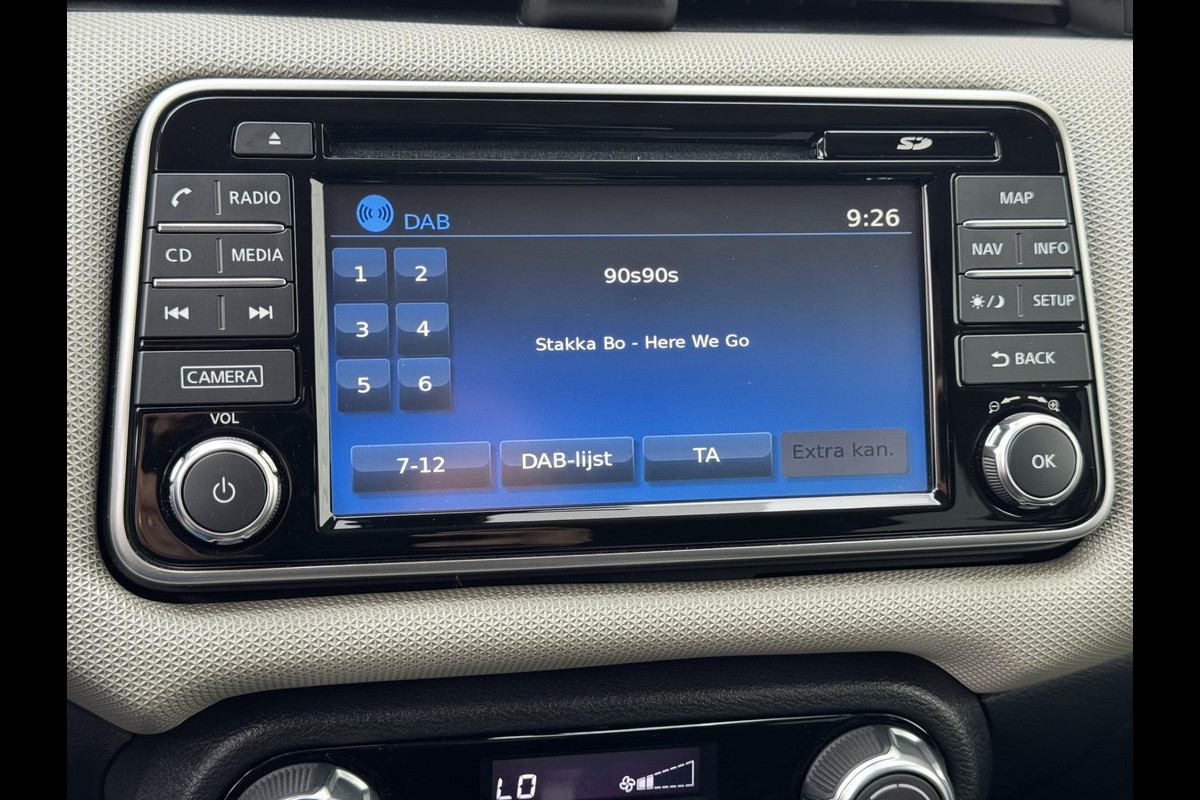 SD
RADIO
MAP
DAB
9:26
CD MEDIA
NAV INFO
1 2
90s90s
3 4
Stakka Bo - Here We Go
SETUP
5 6
CAMERA
BACK
VOL
7-12 DAB-lijst TA Extra kan.
OK
LO